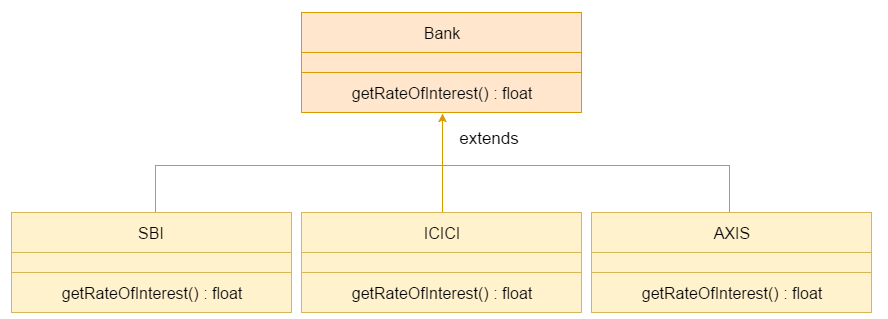 Bank
getRateOfInterest() : float
extends
SBI
ICICI
AXIS
getRateOfInterest() : float
getRateOfInterest() : float
getRateOfInterest() : float